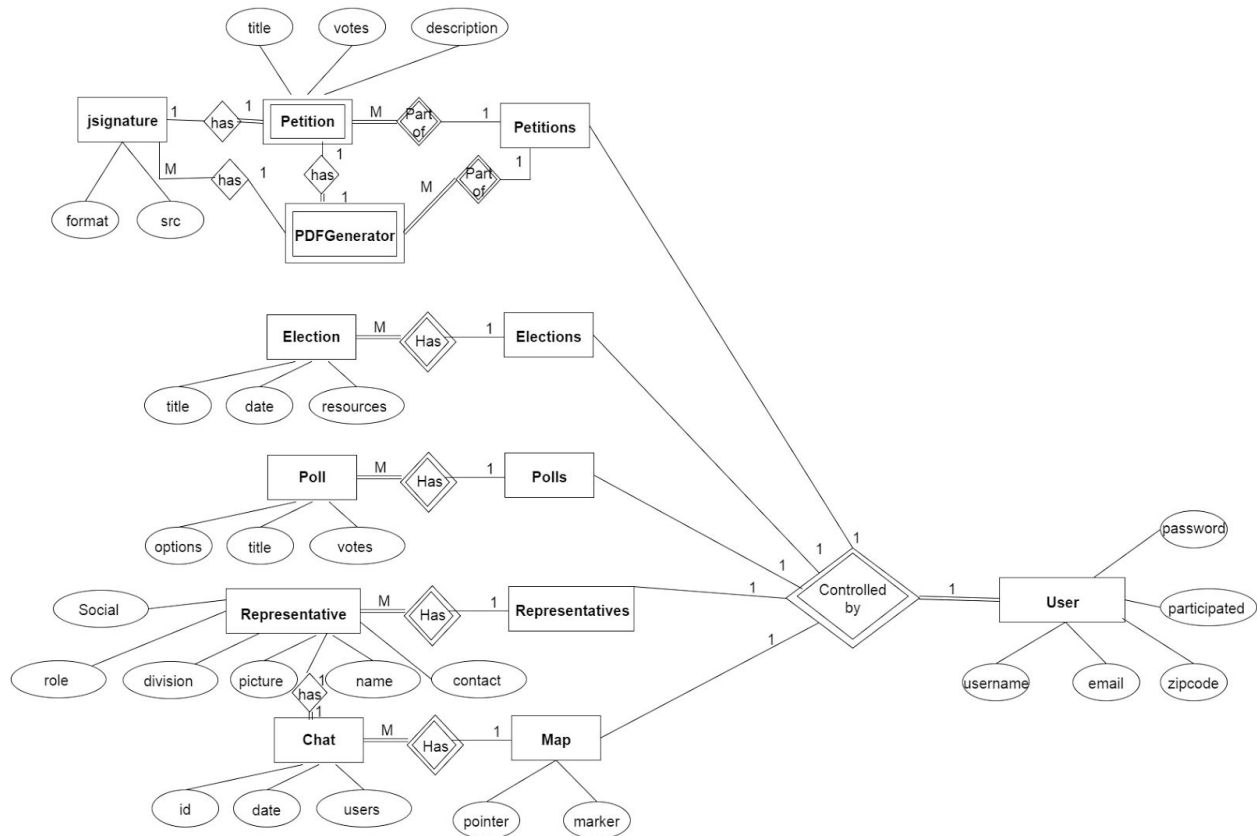 title
votes
description
jsignature
1
has
1
Petition
M
Part
of
1
Petitions
M
has
1
1
has
1
M
Part
of
1
format
src
PDFGenerator
Election
M
Has
1
Elections
title
date
resources
Poll
M
Has
1
Polls
options
title
votes
1
1
1
1
1
Controlled
by
1
User
password
participated
username
email
zipcode
Social
Representative
M
Has
1
Representatives
role
division
picture
name
contact
has
1
1
Chat
M
Has
1
Map
id
date
users
pointer
marker